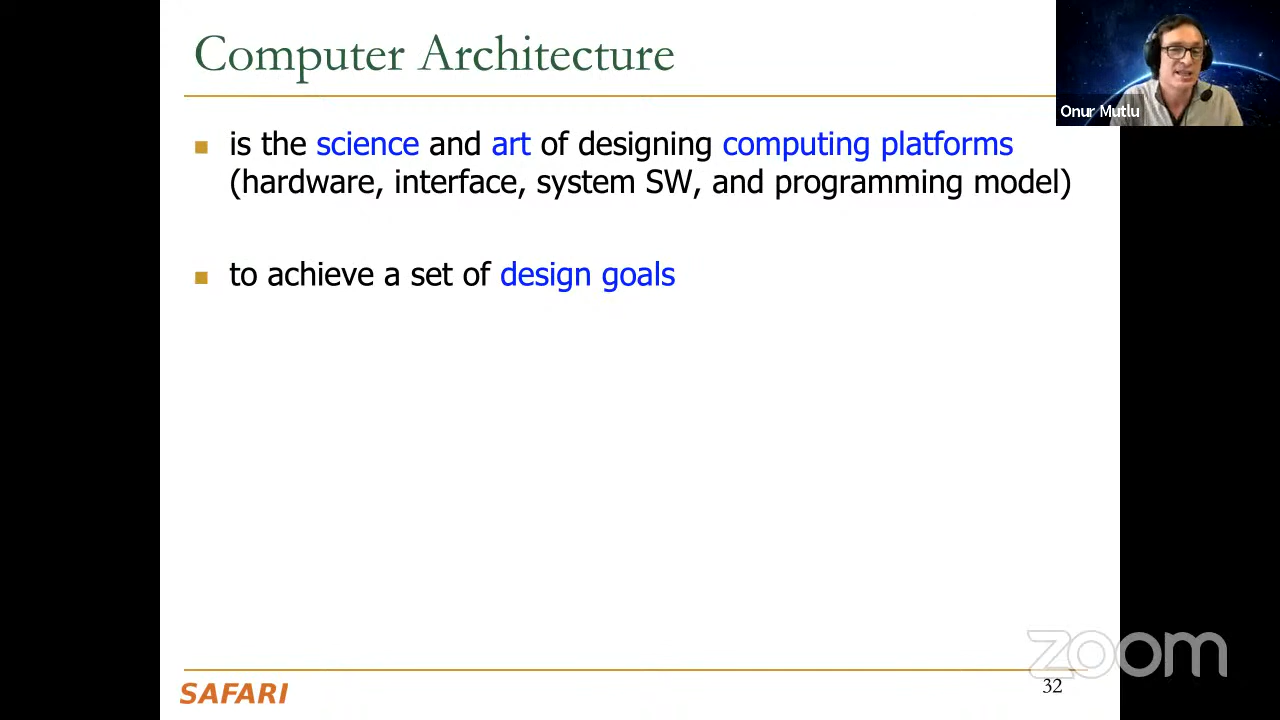 Computer Architecture
Onur Mutlu
is the science and art of designing computing platforms
(hardware, interface, system SW, and programming model)
to achieve a set of design goals
zoom
SAFARI
32